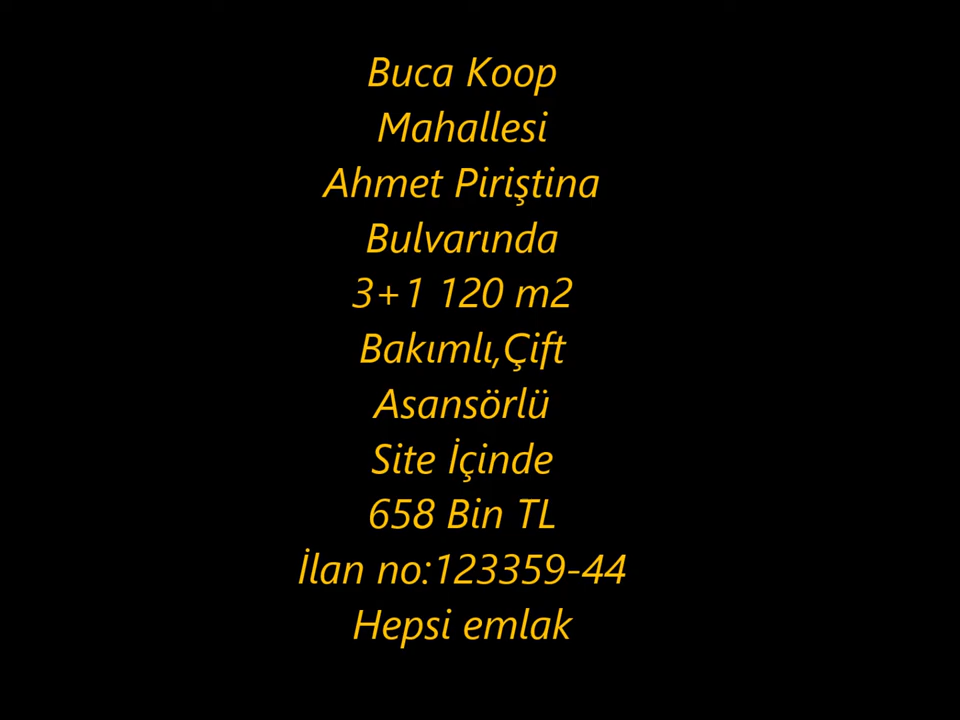 Buca Koop
Mahallesi
Ahmet Piriştina
Bulvarında
3+1 120 m2
Bakımlı,Çift
Asansörlü
Site İçinde
658 Bin TL
İlan no:123359-44
Hepsi emlak